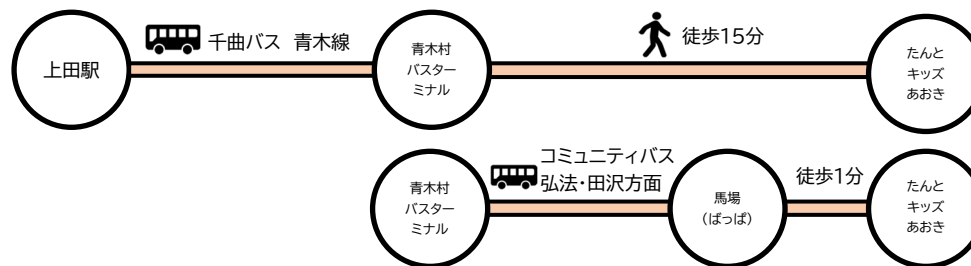 千曲バス 青木線
徒歩15分
上田駅
青木村
バスター
ミナル
たんと
キッズ
あおき
コミュニティバス
弘法・田沢方面
徒歩1分
青木村
バスター
ミナル
馬場
(ばっぱ)
たんと
キッズ
あおき